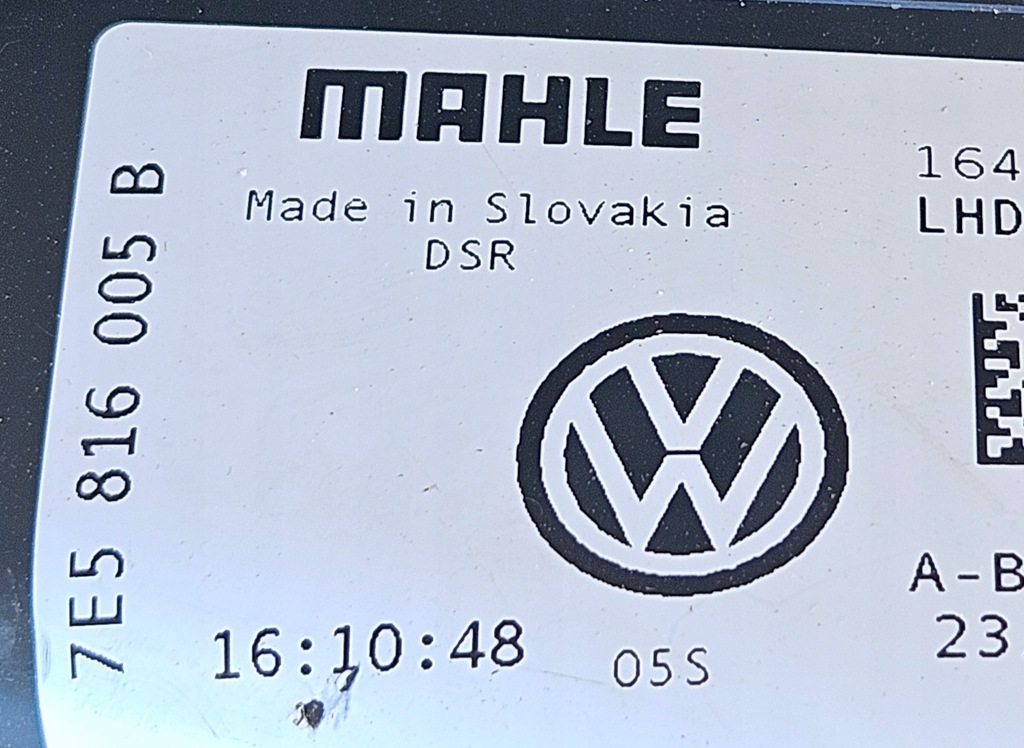 MAHLE
Made in Slovakia
DSR
164
LHD
7E5 816 005 B
A-B
16:10:48
05S
23